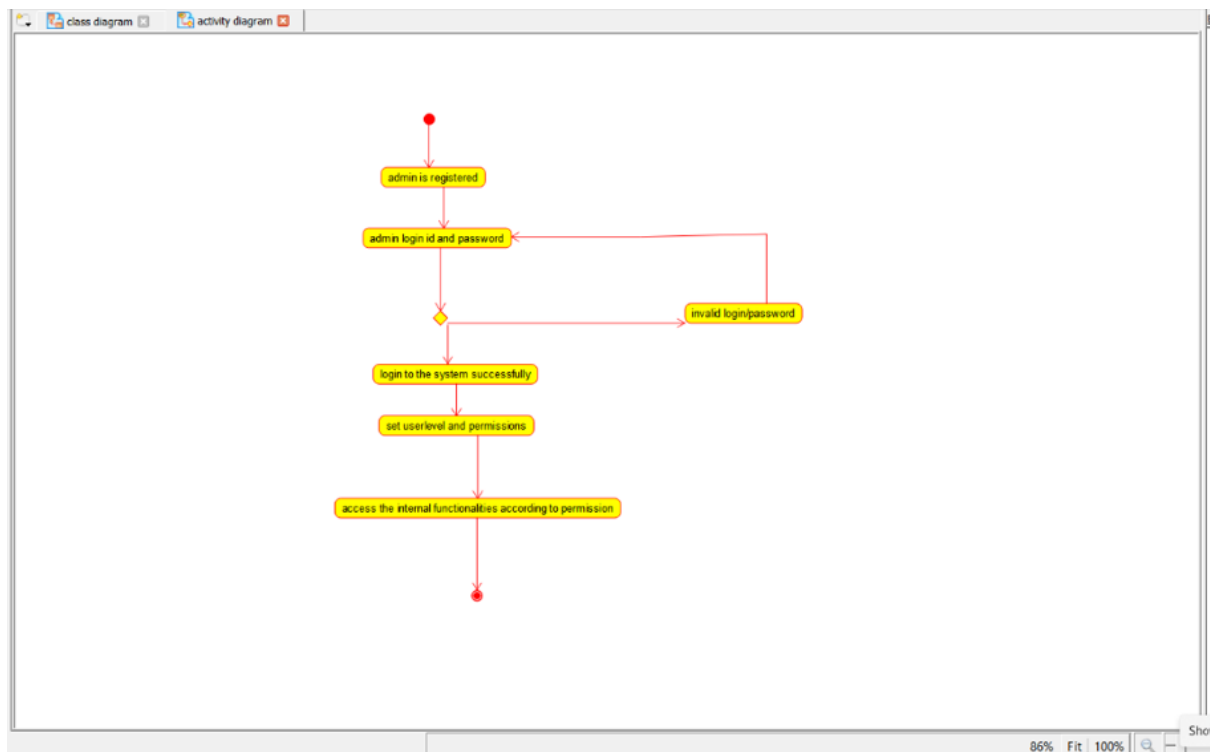 class diagram
activity diagram
admin is registered
admin login id and password
invalid login/password
login to the system successfully
set userlevel and permissions
access the internal functionalities according to permission
86% Fit 100%